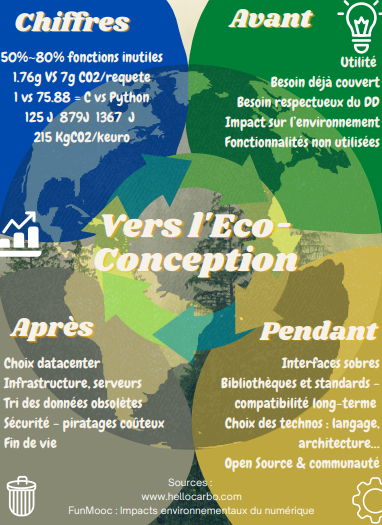 Chiffres
50%~80% fonctions inutiles
1.76g VS 7g CO2/requete
1 vs 75.88 = C vs Python
125 J 879J 1367 J
215 KgCO2/keuro
Avant
Utilité
Besoin déjà couvert
Besoin respectueux du DD
Impact sur l'environnement
Fonctionnalités non utilisées
Vers l'Eco-
Conception
Après
Choix datacenter
Infrastructure, serveurs
Tri des données obsolètes
Sécurité - piratages coûteux
Fin de vie
Pendant
Interfaces sobres
Bibliothèques et standards -
compatibilité long-terme
Choix des technos : langage,
architecture...
Open Source & communauté
Sources :
www.hellocarbo.com
FunMooc : Impacts environnementaux du numérique